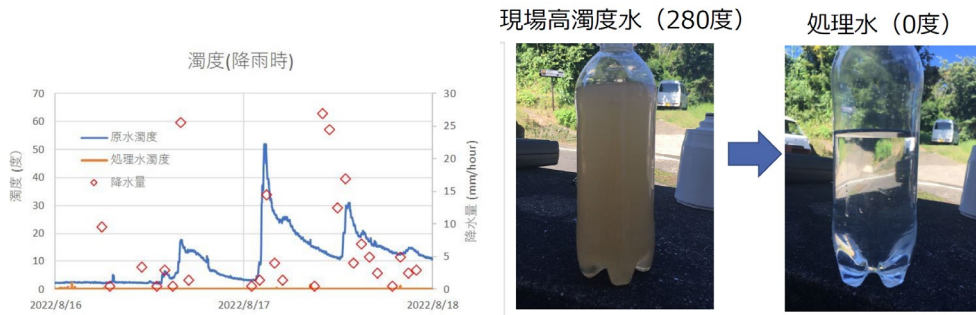 現場高濁度水（280度）
処理水（0度）
濁度(降雨時)
濁度 (度)
70
60
50
40
30
20
10
0
原水濁度
処理水濁度
降水量
30
25
20
15
10
5
0
降水量 (mm/hour)
2022/8/16
2022/8/17
2022/8/18